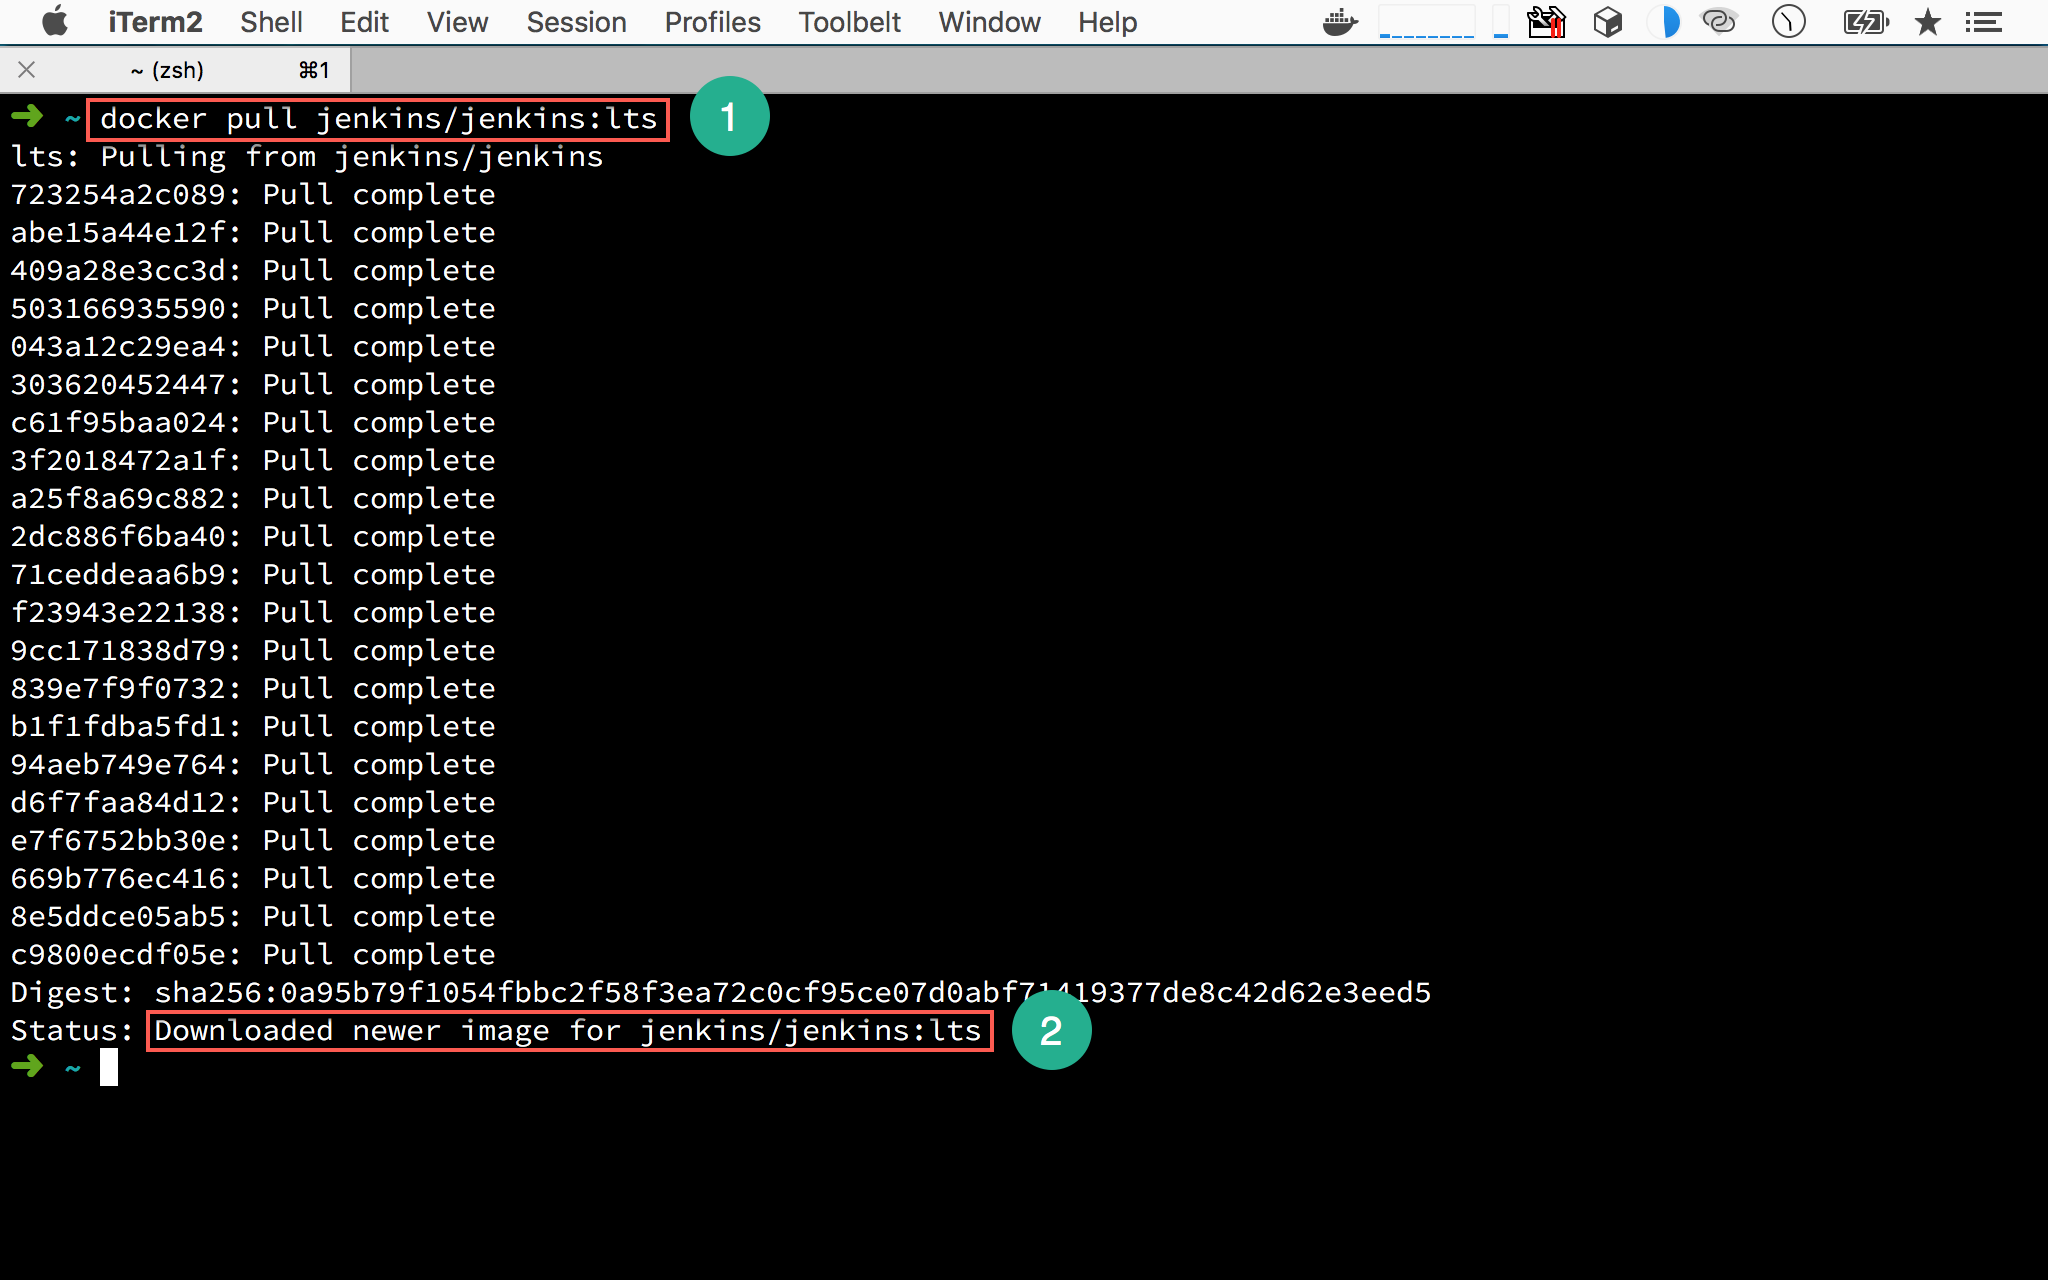 iTerm2 Shell Edit View Session Profiles Toolbelt Window Help
~ (zsh) ⌘1
➜ ~ docker pull jenkins/jenkins:lts
1
lts: Pulling from jenkins/jenkins
723254a2c089: Pull complete
abe15a44e12f: Pull complete
409a28e3cc3d: Pull complete
503166935590: Pull complete
043a12c29ea4: Pull complete
303620452447: Pull complete
c61f95baa024: Pull complete
3f2018472a1f: Pull complete
a25f8a69c882: Pull complete
2dc886f6ba40: Pull complete
71ceddeaa6b9: Pull complete
f23943e22138: Pull complete
9cc171838d79: Pull complete
839e7f9f0732: Pull complete
b1f1fdba5fd1: Pull complete
94aeb749e764: Pull complete
d6f7faa84d12: Pull complete
e7f6752bb30e: Pull complete
669b776ec416: Pull complete
8e5ddce05ab5: Pull complete
c9800ecdf05e: Pull complete
Digest: sha256:0a95b79f1054fbbc2f58f3ea72c0cf95ce07d0abf71419377de8c42d62e3eed5
Status: Downloaded newer image for jenkins/jenkins:lts
2
➜ ~